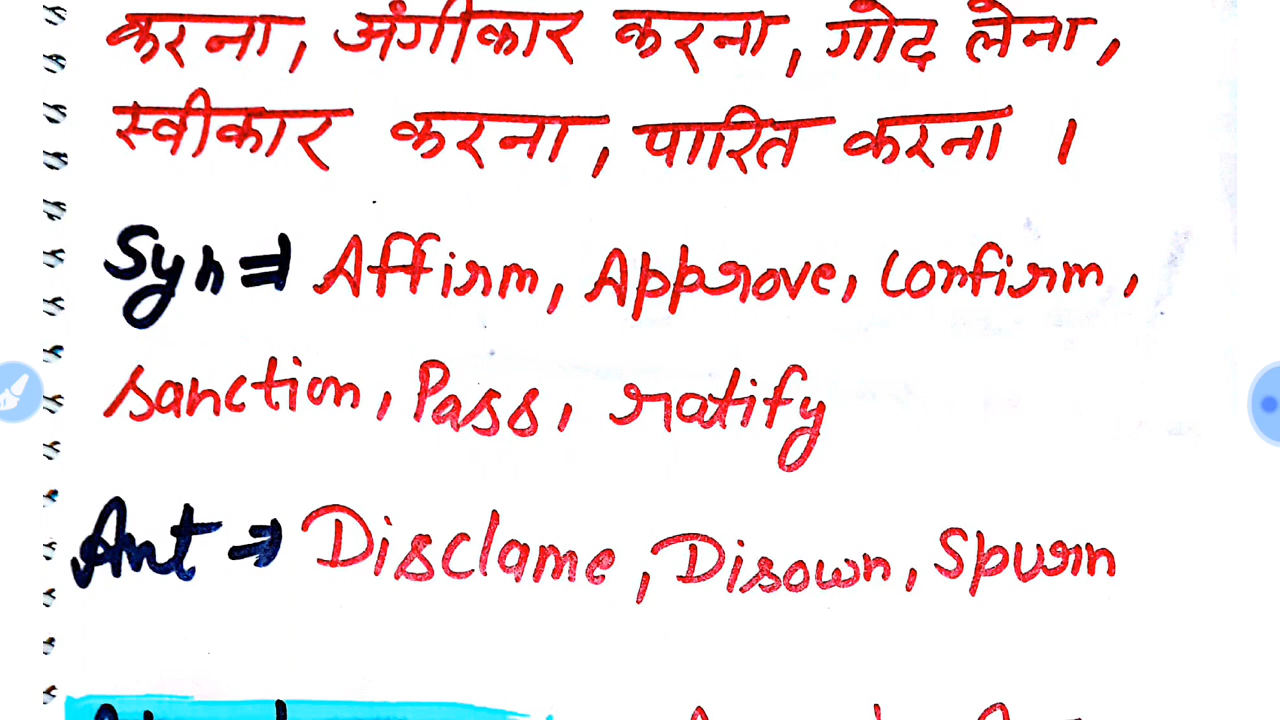 करना, अंगीकार करना, गोद लेना,
स्वीकार करना, पारित करना ।
Syn ⇒ Affirm, Approve, Confirm,
sanction, Pass, ratify
Ant ⇒ Disclame, Disown, Spurn